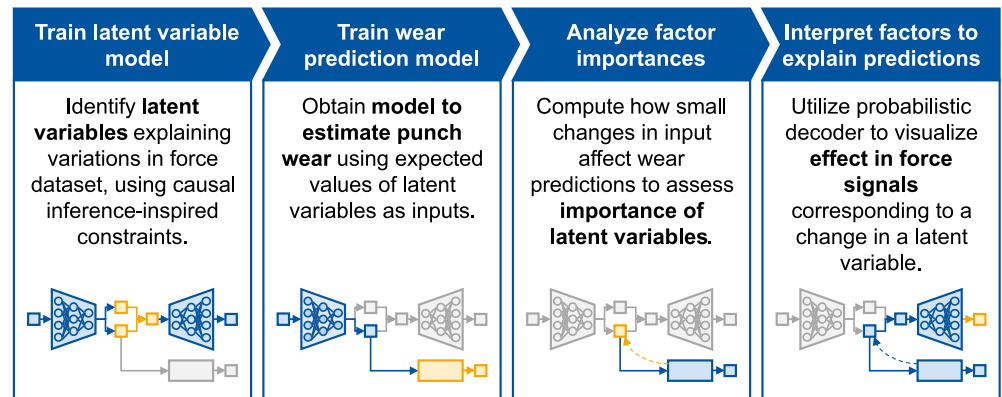 Train latent variable
model
Identify latent
variables explaining
variations in force
dataset, using causal
inference-inspired
constraints.
Train wear
prediction model
Obtain model to
estimate punch
wear using expected
values of latent
variables as inputs.
Analyze factor
importances
Compute how small
changes in input
affect wear
predictions to assess
importance of
latent variables.
Interpret factors to
explain predictions
Utilize probabilistic
decoder to visualize
effect in force
signals
corresponding to a
change in a latent
variable.